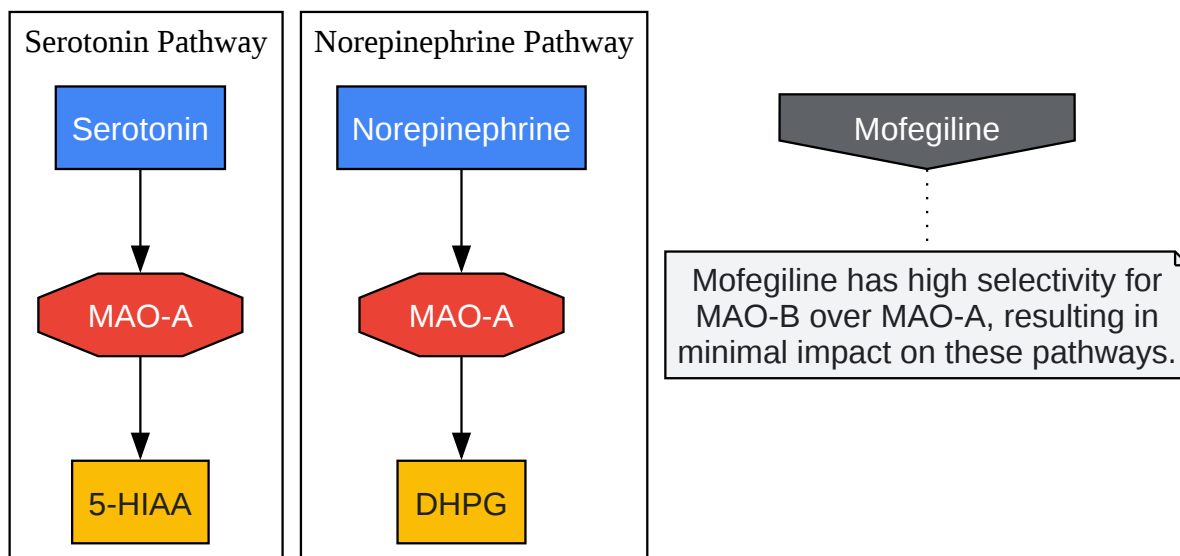 Serotonin Pathway
Serotonin
MAO-A
5-HIAA
Norepinephrine Pathway
Norepinephrine
MAO-A
DHPG
Mofegiline
Mofegiline has high selectivity for
MAO-B over MAO-A, resulting in
minimal impact on these pathways.